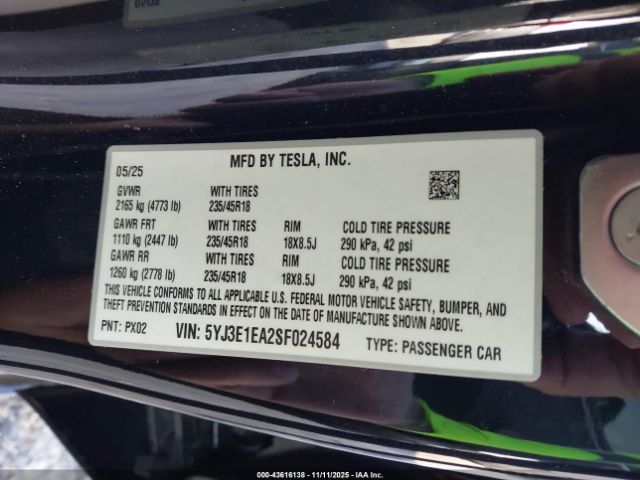 MFD BY TESLA, INC.
05/25
GVWR WITH TIRES
2165 kg (4773 lb) 235/45R18
GAWR FRT WITH TIRES RIM COLD TIRE PRESSURE
1110 kg (2447 lb) 235/45R18 18X8.5J 290 kPa, 42 psi
GAWR RR WITH TIRES RIM COLD TIRE PRESSURE
1260 kg (2778 lb) 235/45R18 18X8.5J 290 kPa, 42 psi
THIS VEHICLE CONFORMS TO ALL APPLICABLE U.S. FEDERAL MOTOR VEHICLE SAFETY, BUMPER, AND
THEFT PREVENTION STANDARDS IN EFFECT ON THE DATE OF MANUFACTURE SHOWN ABOVE.
PNT: PX02 VIN: 5YJ3E1EA2SF024584 TYPE: PASSENGER CAR
000-43616138 - 11/11/2025 - IAAI.com